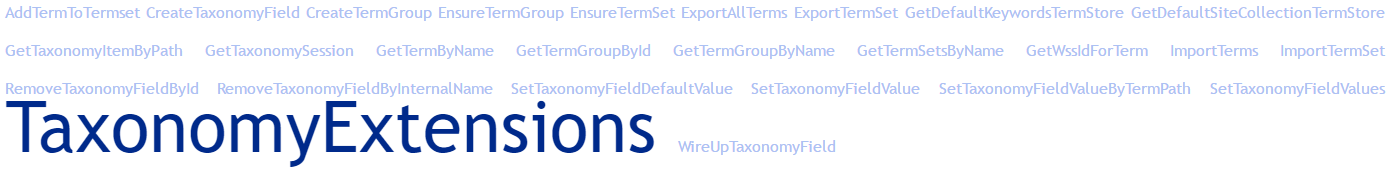 AddTermToTermset CreateTaxonomyField CreateTermGroup EnsureTermGroup EnsureTermSet ExportAllTerms ExportTermSet GetDefaultKeywordsTermStore GetDefaultSiteCollectionTermStore
GetTaxonomyItemByPath GetTaxonomySession GetTermByName GetTermGroupById GetTermGroupByName GetTermSetsByName GetWssIdForTerm ImportTerms ImportTermSet
RemoveTaxonomyFieldById RemoveTaxonomyFieldByInternalName SetTaxonomyFieldDefaultValue SetTaxonomyFieldValue SetTaxonomyFieldValueByTermPath SetTaxonomyFieldValues
TaxonomyExtensions WireUpTaxonomyField